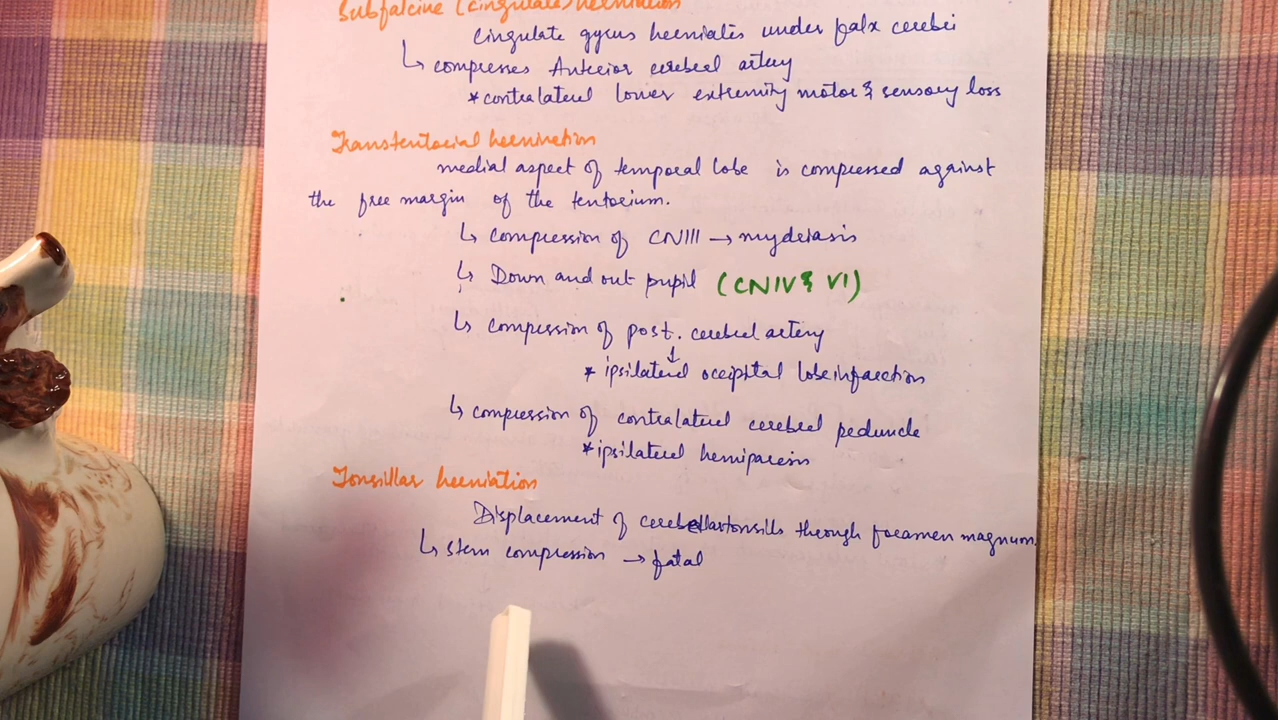 Subfalcine (cingulate) herniation
cingulate gyrus herniates under falx cerebri
↳ compresses Anterior cerebral artery
* contralateral lower extremity motor & sensory loss
Transtentorial herniation
medial aspect of temporal lobe is compressed against
the free margin of the tentorium.
↳ compression of CNIII → mydriasis
↳ Down and out pupil (CNIV & VI)
↳ compression of post. cerebral artery
↓
* ipsilateral occipital lobe infarction
↳ compression of contralateral cerebral peduncle
* ipsilateral hemiparesis
Tonsillar herniation
Displacement of cerebellar tonsils through foramen magnum.
↳ stem compression → fatal